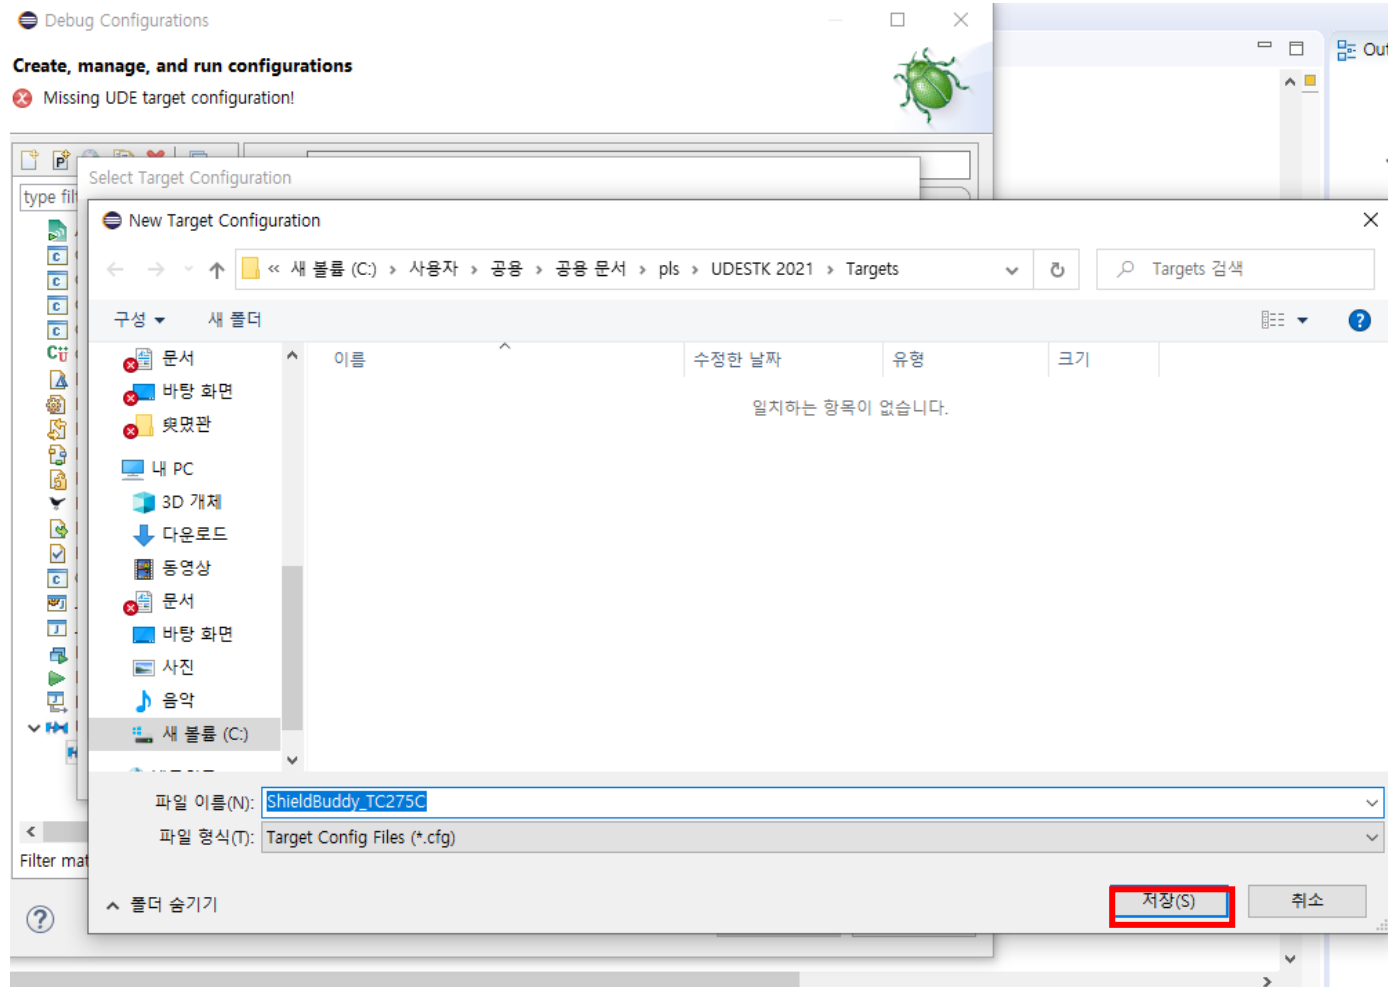 Debug Configurations
Create, manage, and run configurations
Missing UDE target configuration!
Out
Select Target Configuration
type filt
New Target Configuration
« 새 볼륨 (C:) › 사용자 › 공용 › 공용 문서 › pls › UDESTK 2021 › Targets
Targets 검색
구성
새 폴더
이름
수정한 날짜
유형
크기
일치하는 항목이 없습니다.
문서
바탕 화면
내 PC
3D 개체
다운로드
동영상
문서
바탕 화면
사진
음악
새 볼륨 (C:)
파일 이름(N): ShieldBuddy_TC275C
파일 형식(T): Target Config Files (*.cfg)
Filter mat
폴더 숨기기
저장(S)
취소